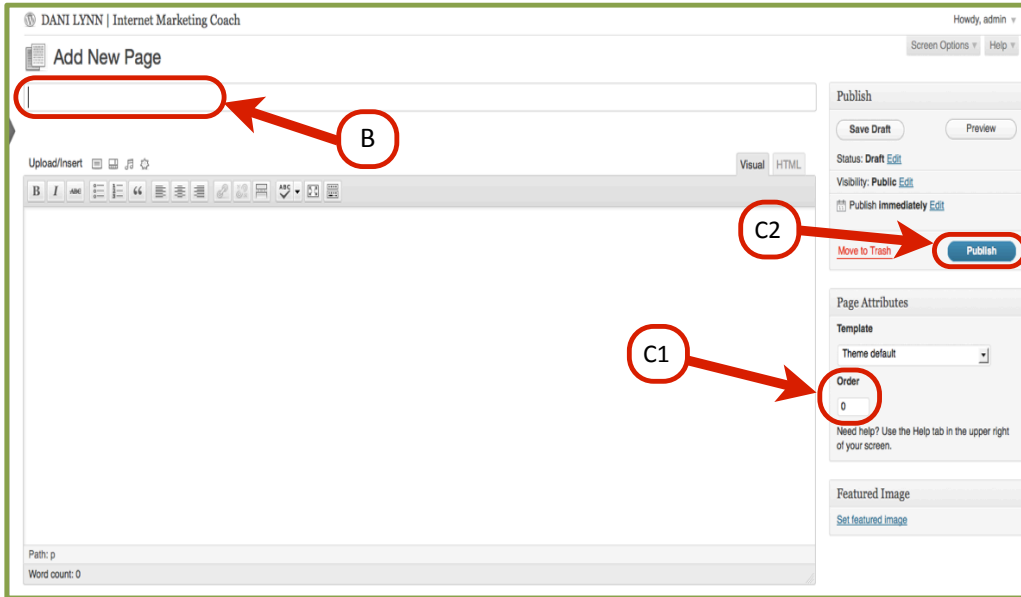 DANI LYNN | Internet Marketing Coach
Howdy, admin
Screen Options
Help
Add New Page
B
Upload/Insert
Visual
HTML
B I ABC
ABC
Path: p
Word count: 0
Publish
Save Draft
Preview
Status: Draft Edit
Visibility: Public Edit
Publish immediately Edit
C2
Move to Trash
Publish
Page Attributes
Template
Theme default
C1
Order
0
Need help? Use the Help tab in the upper right
of your screen.
Featured Image
Set featured image